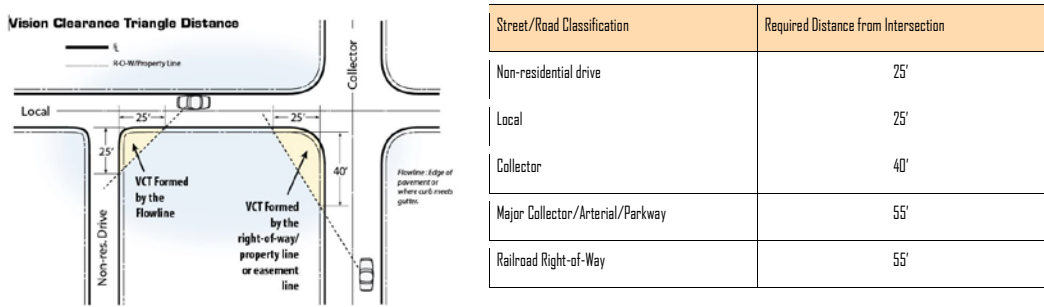 Vision Clearance Triangle Distance
R-O-W/Property Line
Collector
Local
25'
25'
25'
40'
VCT Formed
by the
Flowline
VCT Formed
by the
right-of-way/
property line
or easement
line
Flowline: Edge of
pavement or
where curb meets
gutter.
Non-res. Drive
Street/Road Classification Required Distance from Intersection
Non-residential drive 25'
Local 25'
Collector 40'
Major Collector/Arterial/Parkway 55'
Railroad Right-of-Way 55'